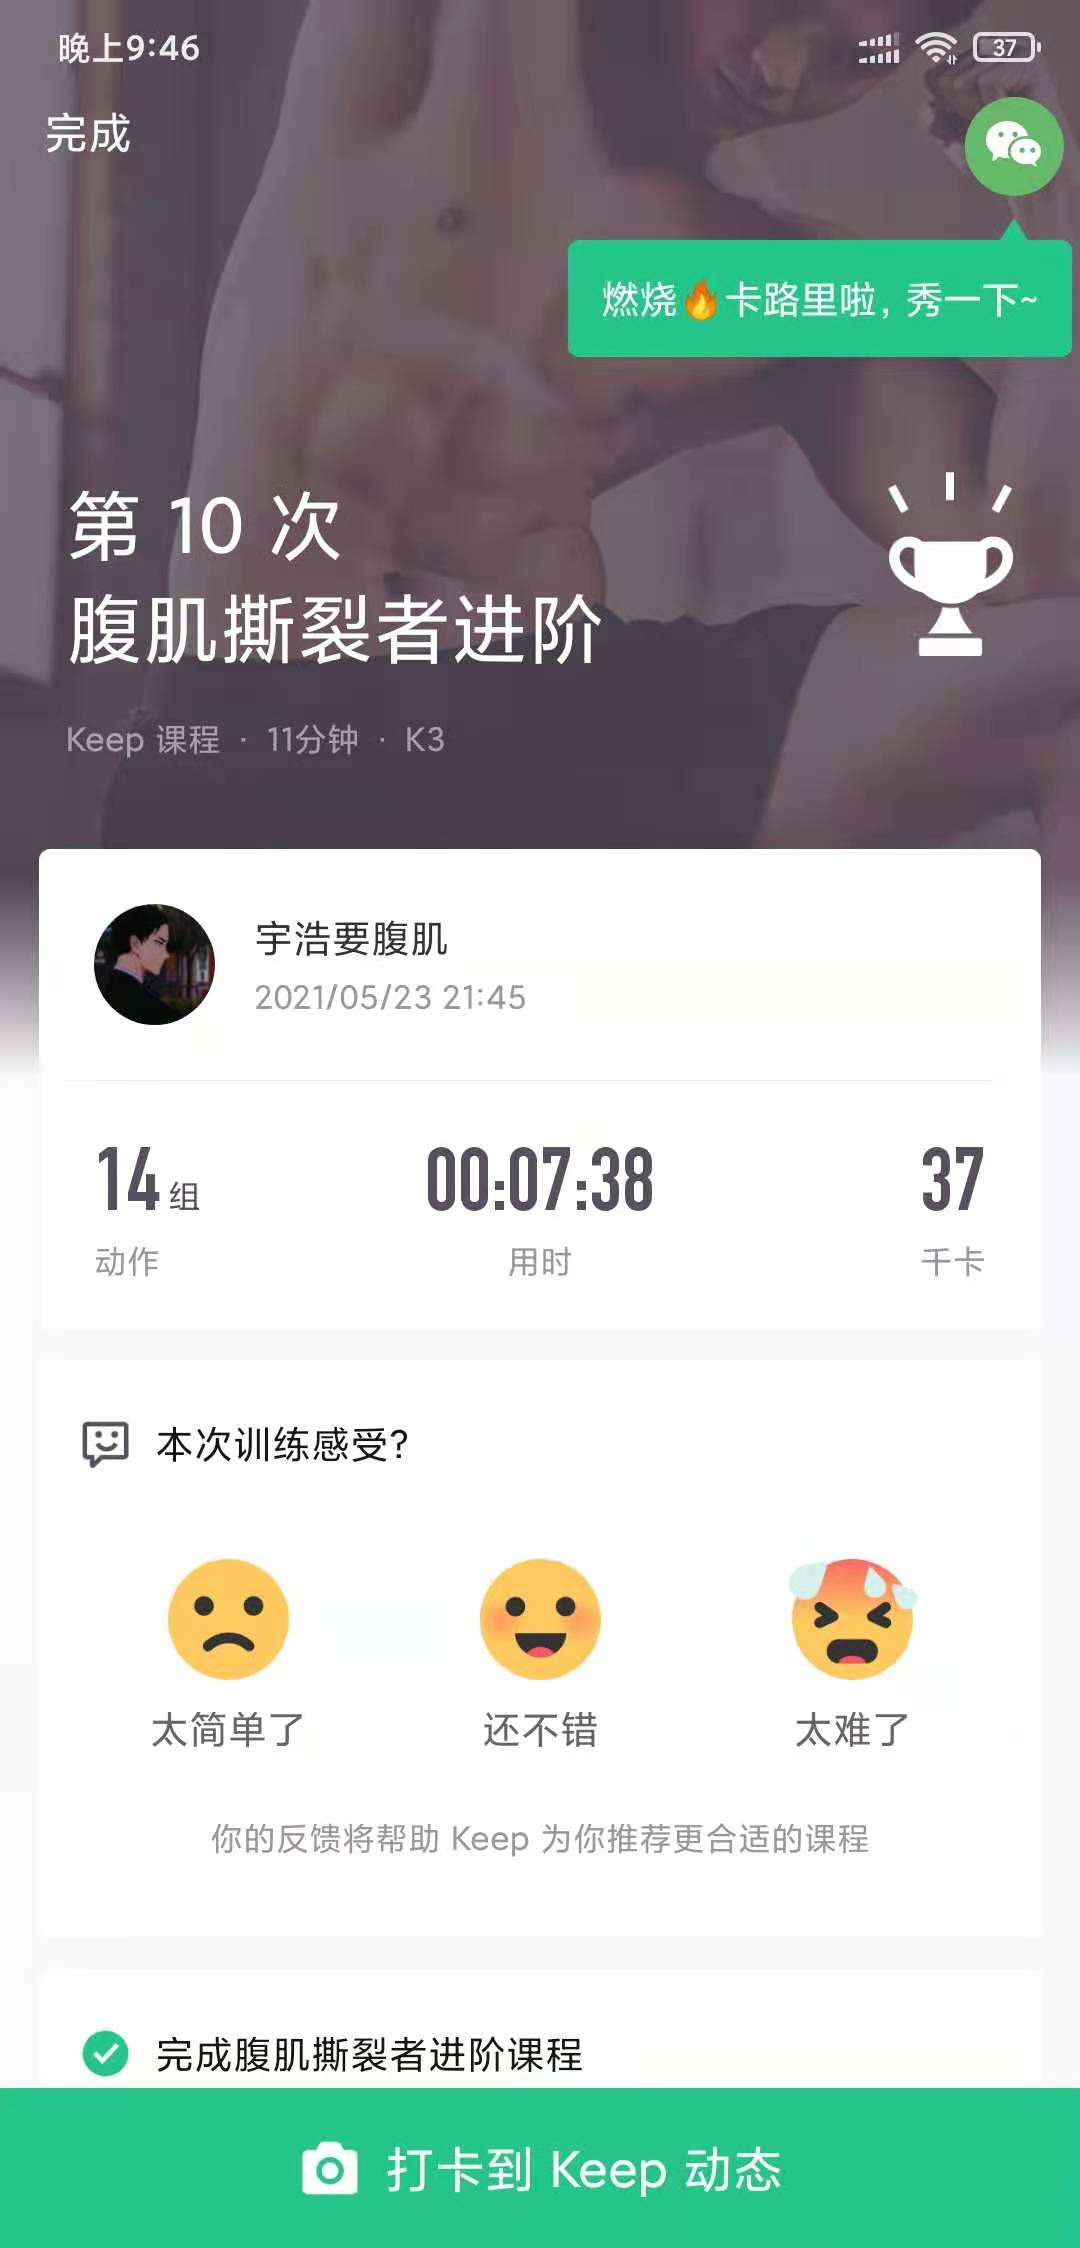 晚上9:46
37
完成
燃烧🔥卡路里啦，秀一下~
第 10 次
腹肌撕裂者进阶
Keep 课程 · 11分钟 · K3
宇浩要腹肌
2021/05/23 21:45
14组 00:07:38 37
动作 用时 千卡
本次训练感受?
太简单了 还不错 太难了
你的反馈将帮助 Keep 为你推荐更合适的课程
完成腹肌撕裂者进阶课程
打卡到 Keep 动态